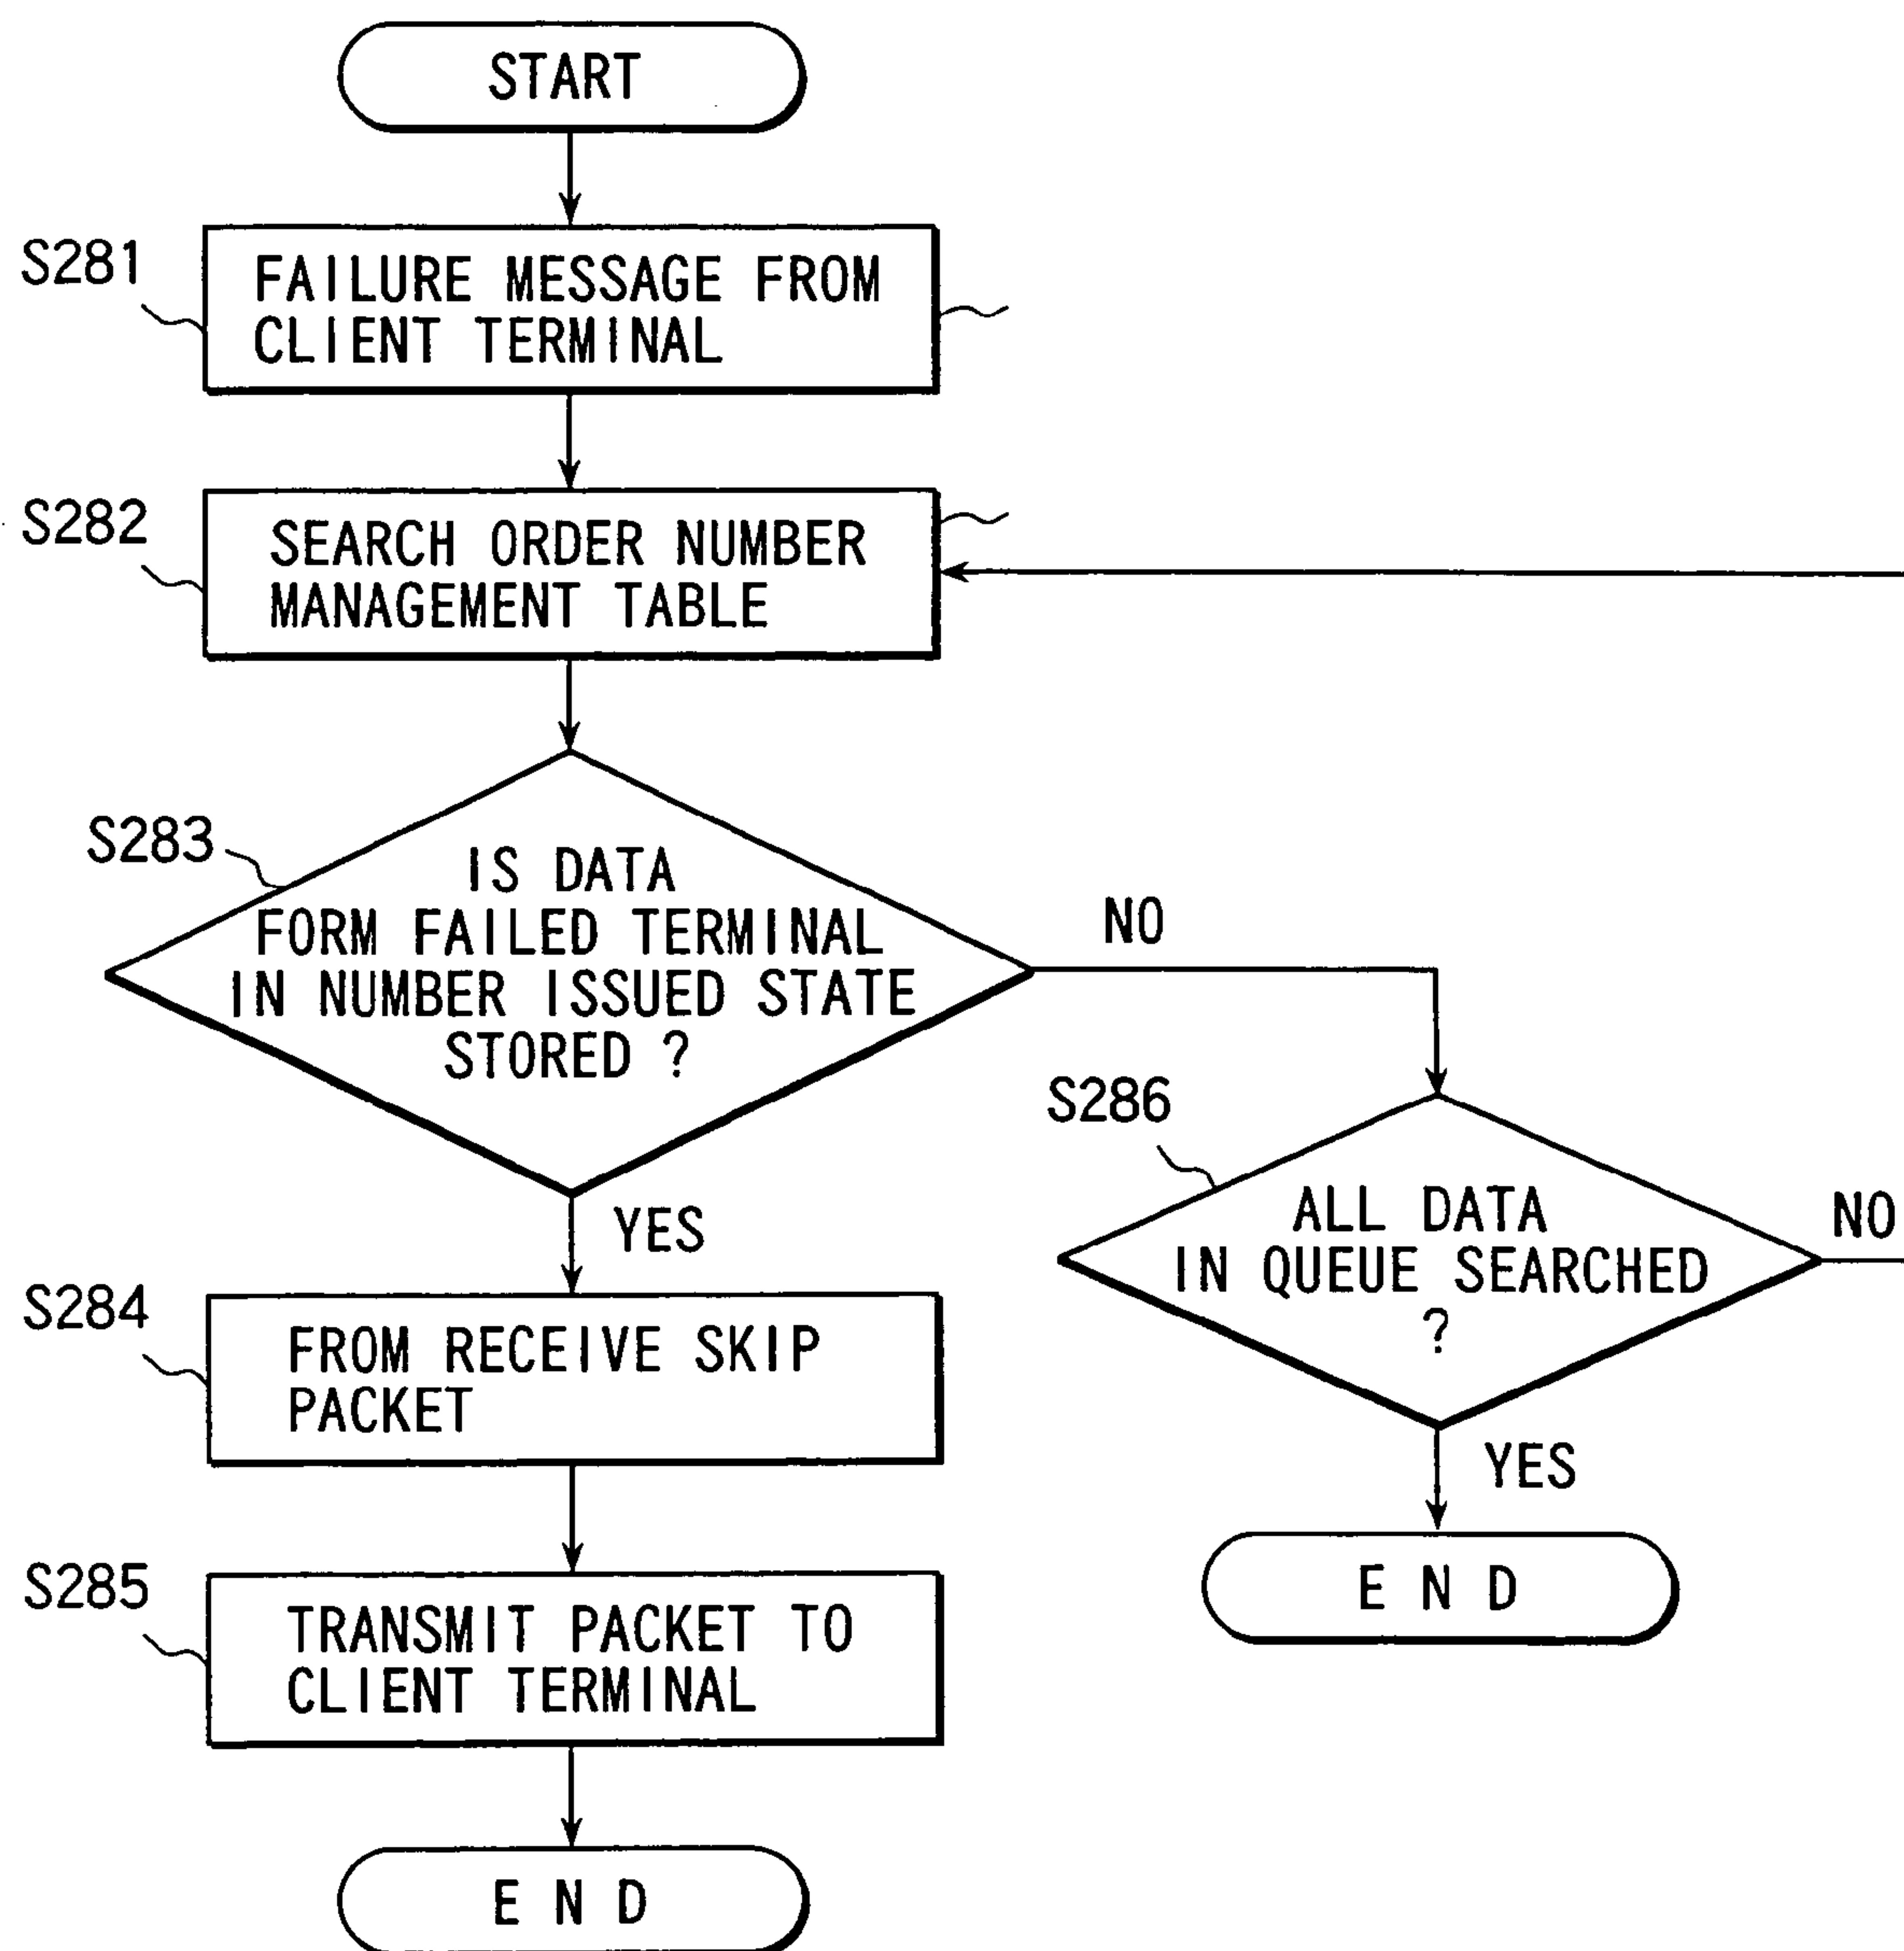 START
S281
FAILURE MESSAGE FROM
CLIENT TERMINAL
S282
SEARCH ORDER NUMBER
MANAGEMENT TABLE
S283
IS DATA
FORM FAILED TERMINAL
IN NUMBER ISSUED STATE
STORED ?
NO
YES
S286
ALL DATA
IN QUEUE SEARCHED
?
NO
YES
END
S284
FROM RECEIVE SKIP
PACKET
S285
TRANSMIT PACKET TO
CLIENT TERMINAL
END